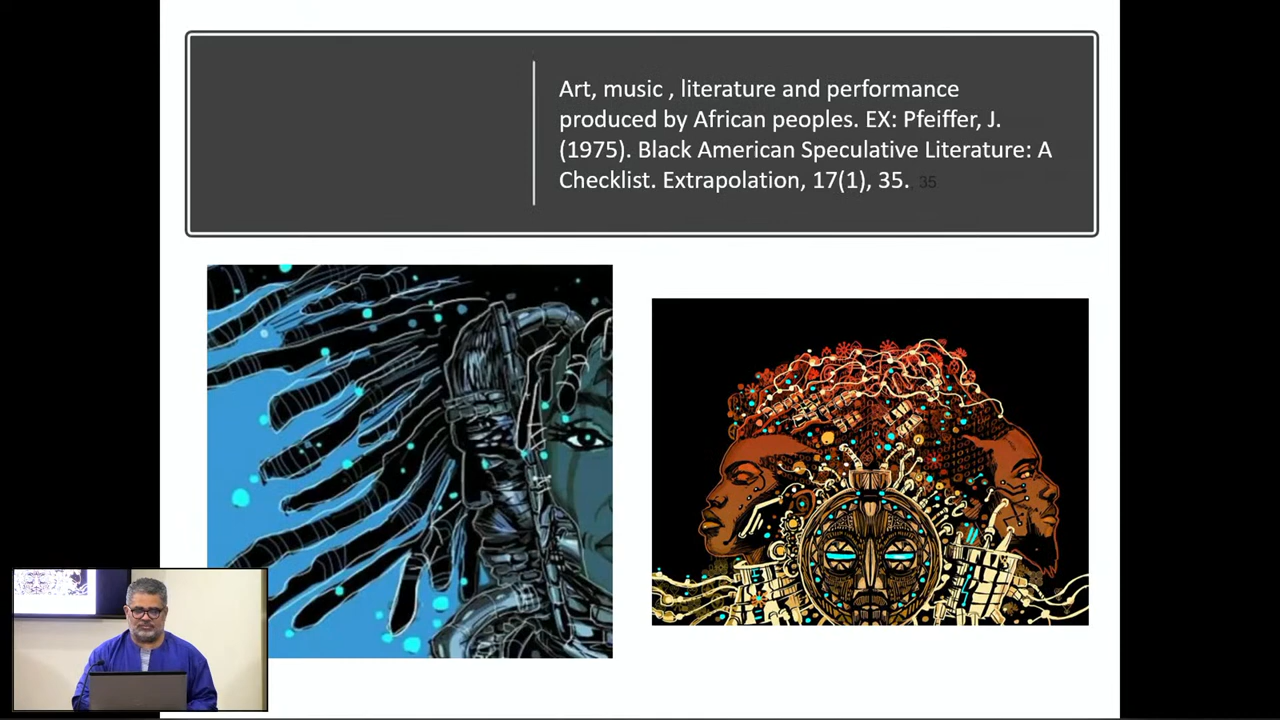 Art, music , literature and performance
produced by African peoples. EX: Pfeiffer, J.
(1975). Black American Speculative Literature: A
Checklist. Extrapolation, 17(1), 35. 35